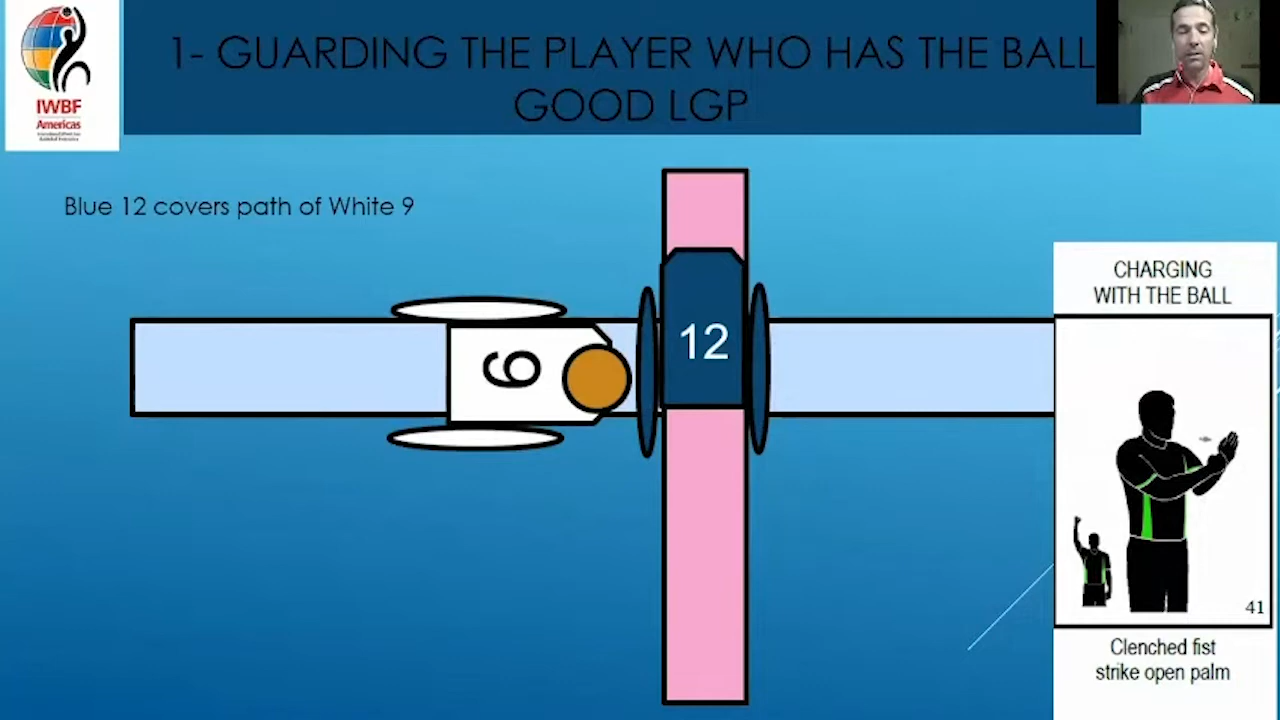 1- GUARDING THE PLAYER WHO HAS THE BALL
GOOD LGP
IWBF
Americas
Blue 12 covers path of White 9
9
12
CHARGING
WITH THE BALL
41
Clenched fist
strike open palm